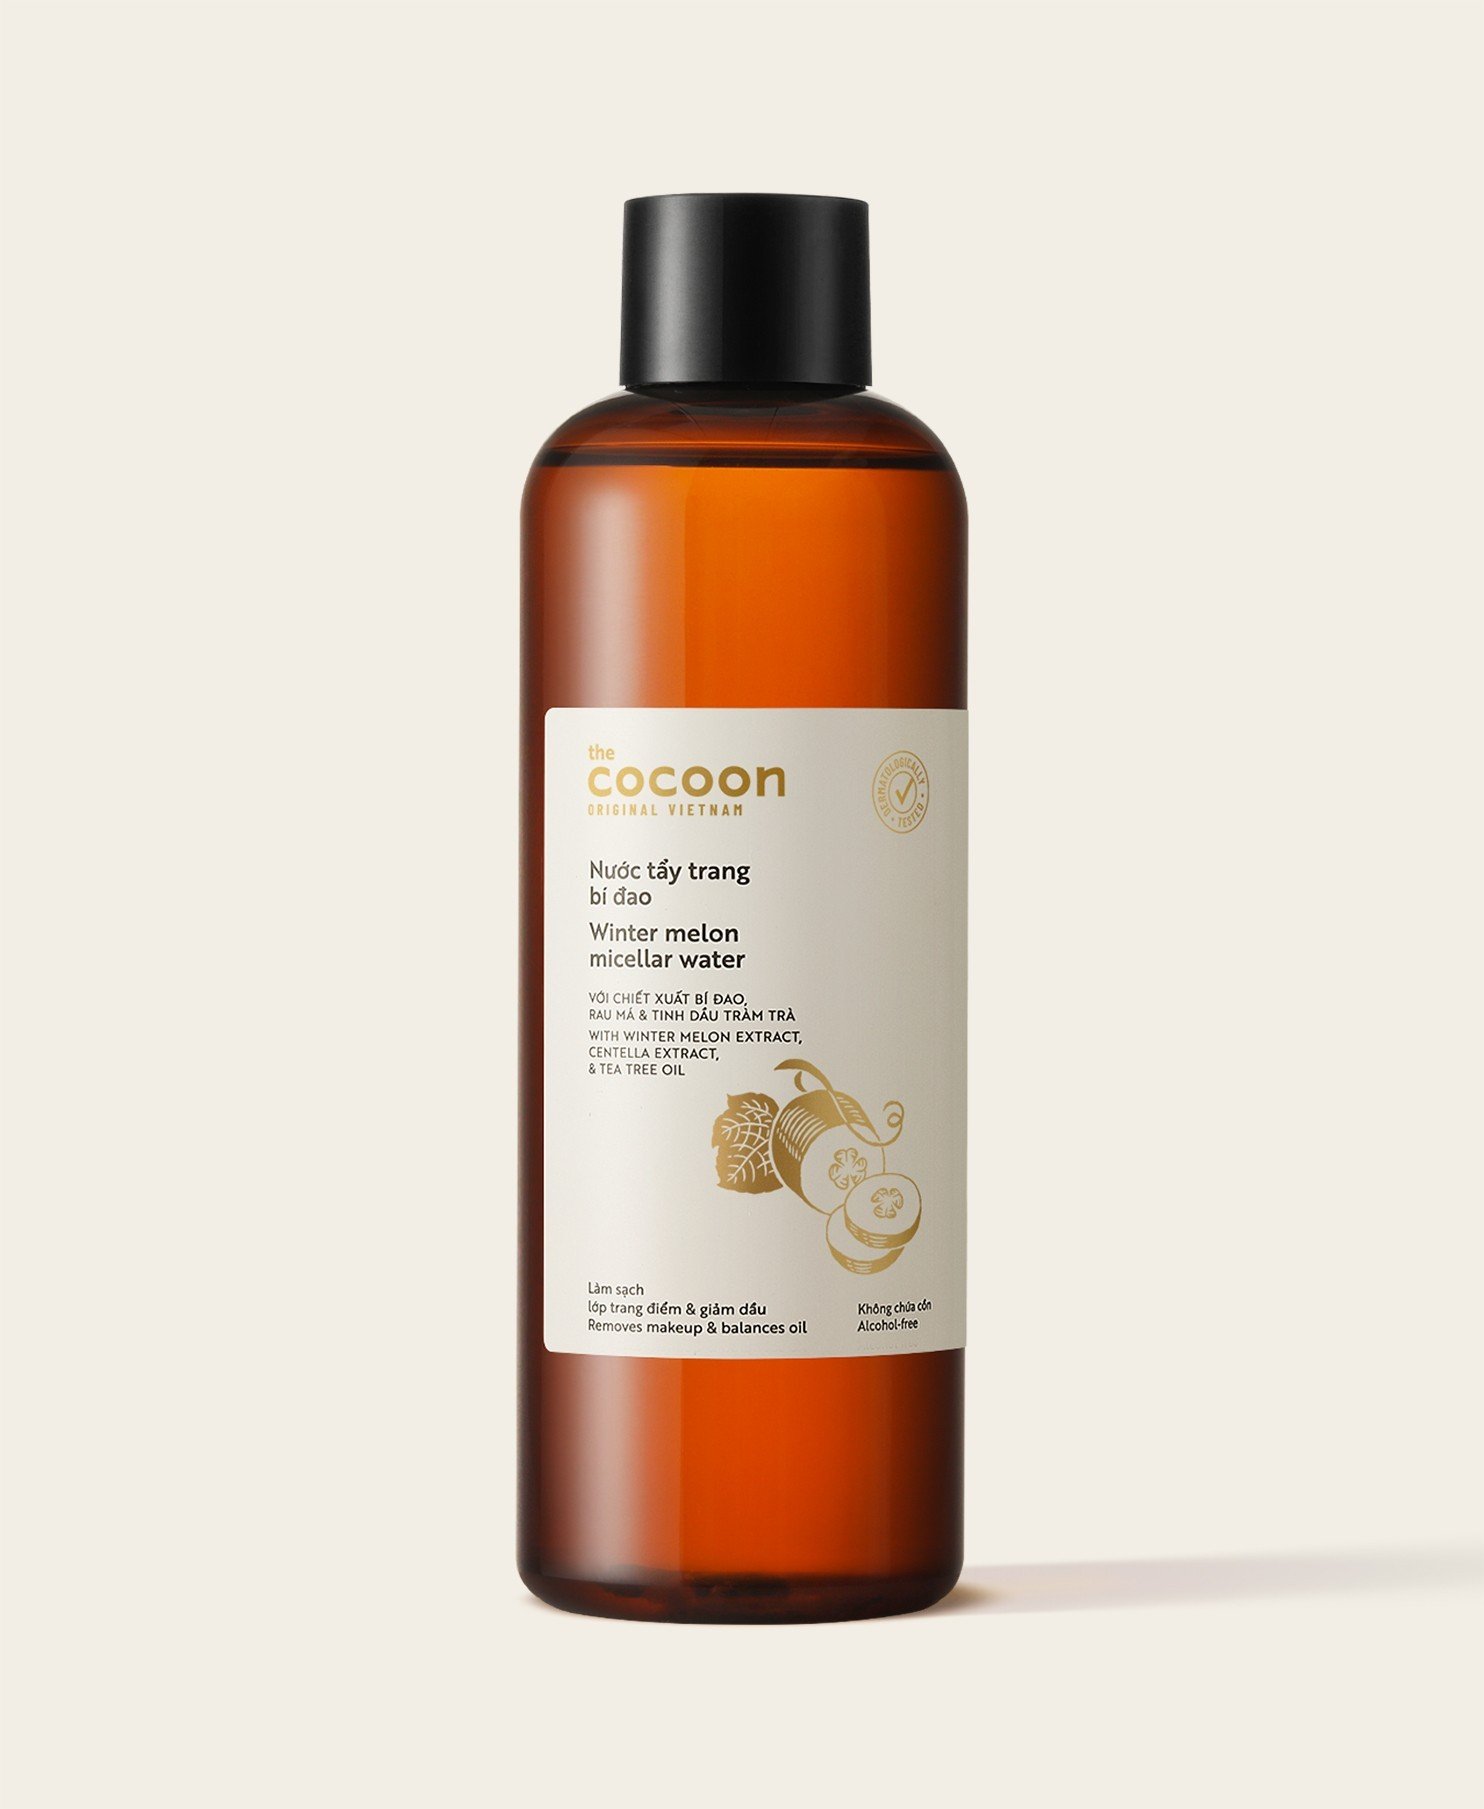 the
cocoon
ORIGINAL VIETNAM
DERMATOLOGICALLY
TESTED
Nước tẩy trang
bí đao
Winter melon
micellar water
VỚI CHIẾT XUẤT BÍ ĐAO,
RAU MÁ & TINH DẦU TRÀM TRÀ
WITH WINTER MELON EXTRACT,
CENTELLA EXTRACT,
& TEA TREE OIL
Làm sạch
lớp trang điểm & giảm dầu
Removes makeup & balances oil
Không chứa cồn
Alcohol-free